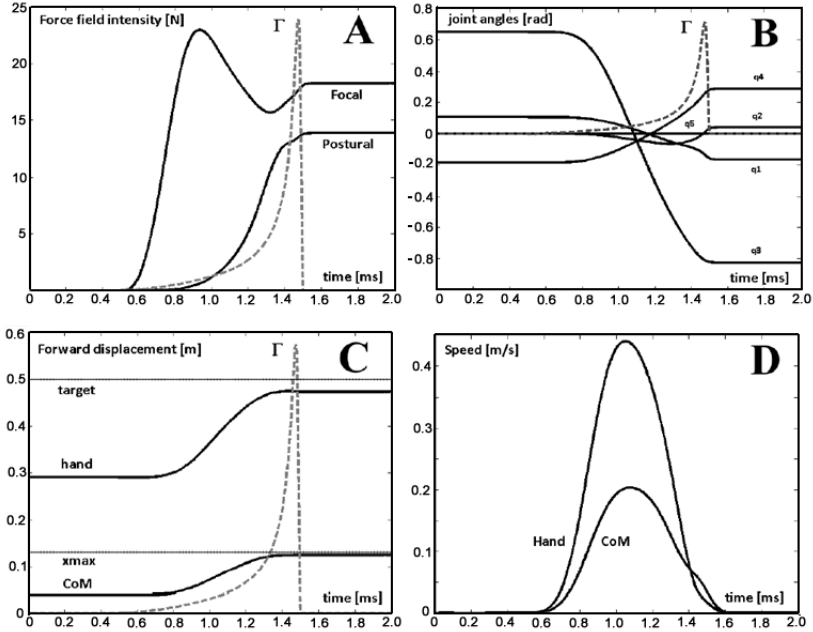 Force field intensity [N]
Γ
A
25
20
15
10
5
Focal
Postural
time [ms]
0 0.2 0.4 0.6 0.8 1.0 1.2 1.4 1.6 1.8 2.0
joint angles [rad]
Γ
B
0.8
0.6
0.4
0.2
0
-0.2
-0.4
-0.6
-0.8
q4
q5
q2
q1
q3
time [ms]
0 0.2 0.4 0.6 0.8 1.0 1.2 1.4 1.6 1.8 2.0
Forward displacement [m]
Γ
C
0.6
0.5
0.4
0.3
0.2
0.1
0
target
hand
xmax
CoM
time [ms]
0 0.2 0.4 0.6 0.8 1.0 1.2 1.4 1.6 1.8 2.0
Speed [m/s]
D
0.4
0.3
0.2
0.1
0
Hand CoM
time [ms]
0 0.2 0.4 0.6 0.8 1.0 1.2 1.4 1.6 1.8 2.0